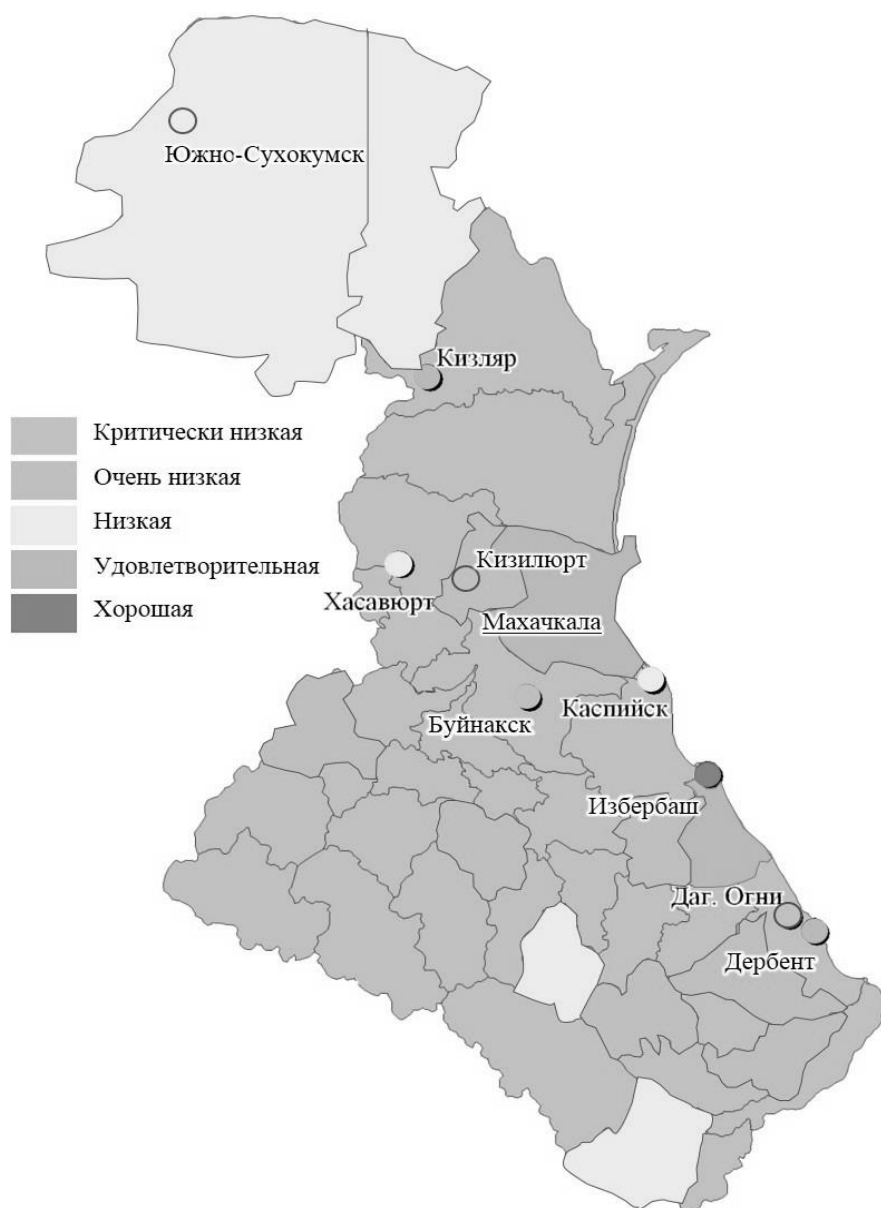 Южно-Сухокумск
Кизляр
Критически низкая
Очень низкая
Низкая
Удовлетворительная
Хорошая
Кизилюрт
Хасавюрт
Махачкала
Буйнакск
Каспийск
Избербаш
Даг. Огни
Дербент